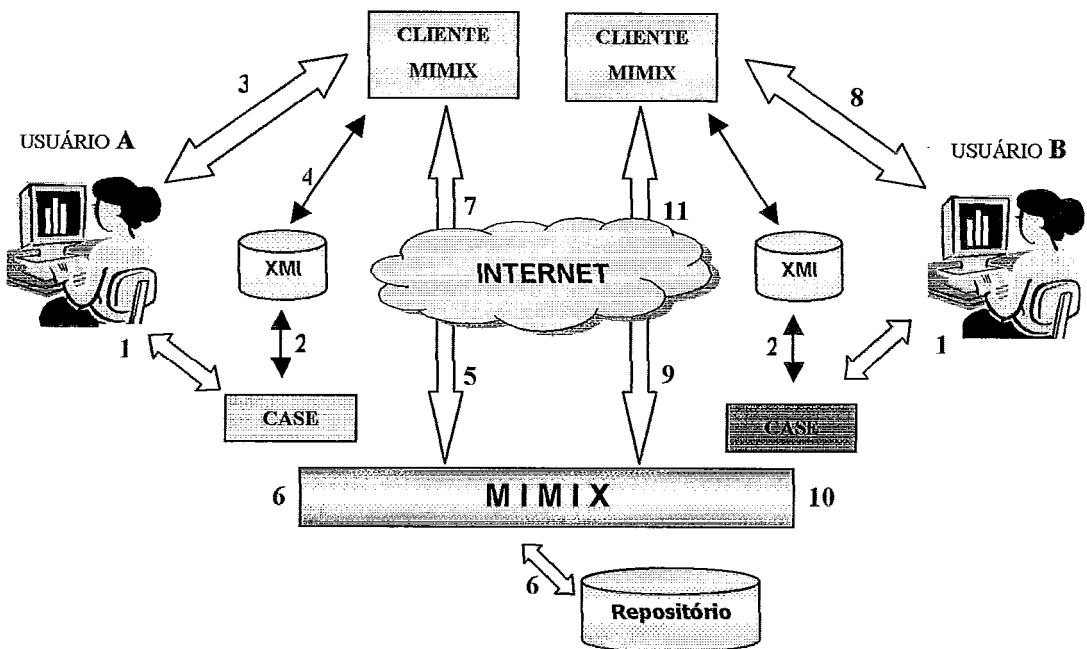 CLIENTE
MIMIX
CLIENTE
MIMIX
3
8
USUÁRIO A
USUÁRIO B
4
7
11
XMI
INTERNET
XMI
1
2
5
9
2
1
CASE
CASE
6
MIMIX
10
6
Repositório